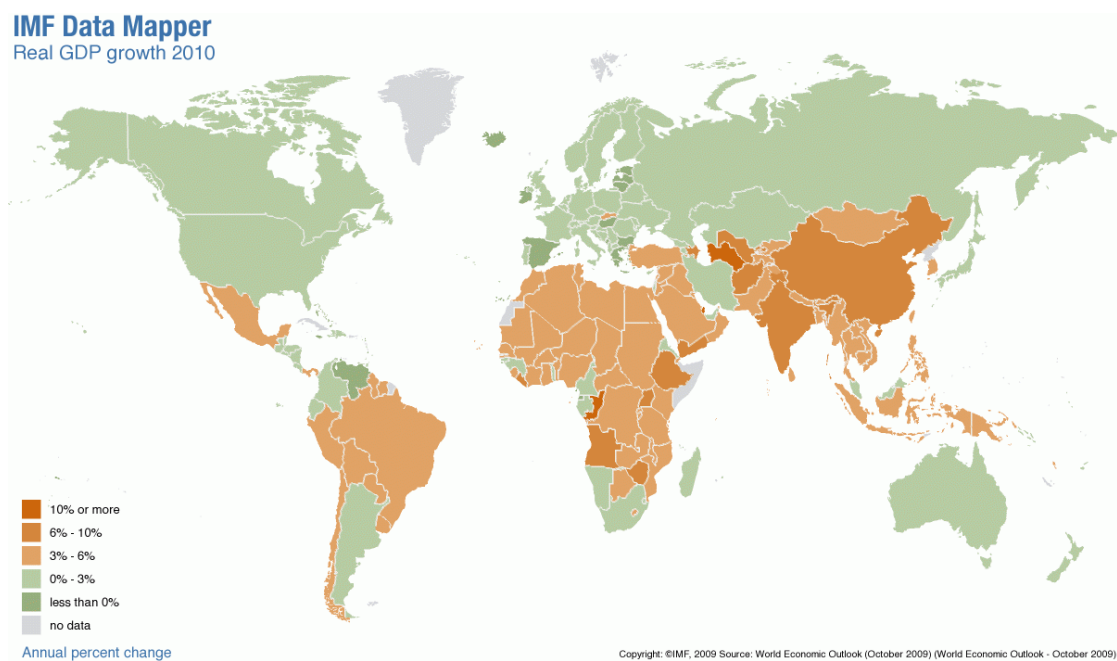 IMF Data Mapper
Real GDP growth 2010
10% or more
6% - 10%
3% - 6%
0% - 3%
less than 0%
no data
Annual percent change
Copyright: ©IMF, 2009 Source: World Economic Outlook (October 2009) (World Economic Outlook - October 2009)